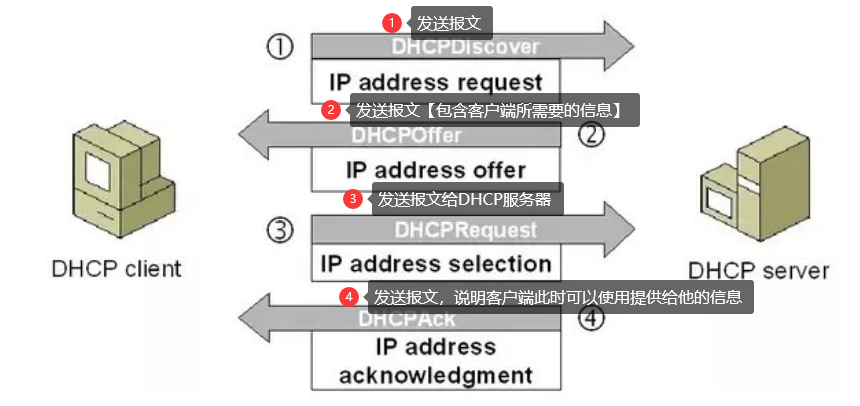 1 发送报文
① DHCPDiscover
IP address request
2 发送报文【包含客户端所需要的信息】
DHCPOffer ②
IP address offer
3 发送报文给DHCP服务器
③ DHCPRequest
IP address selection
DHCP client
DHCP server
4 发送报文，说明客户端此时可以使用提供给他的信息
DHCPAck ④
IP address
acknowledgment